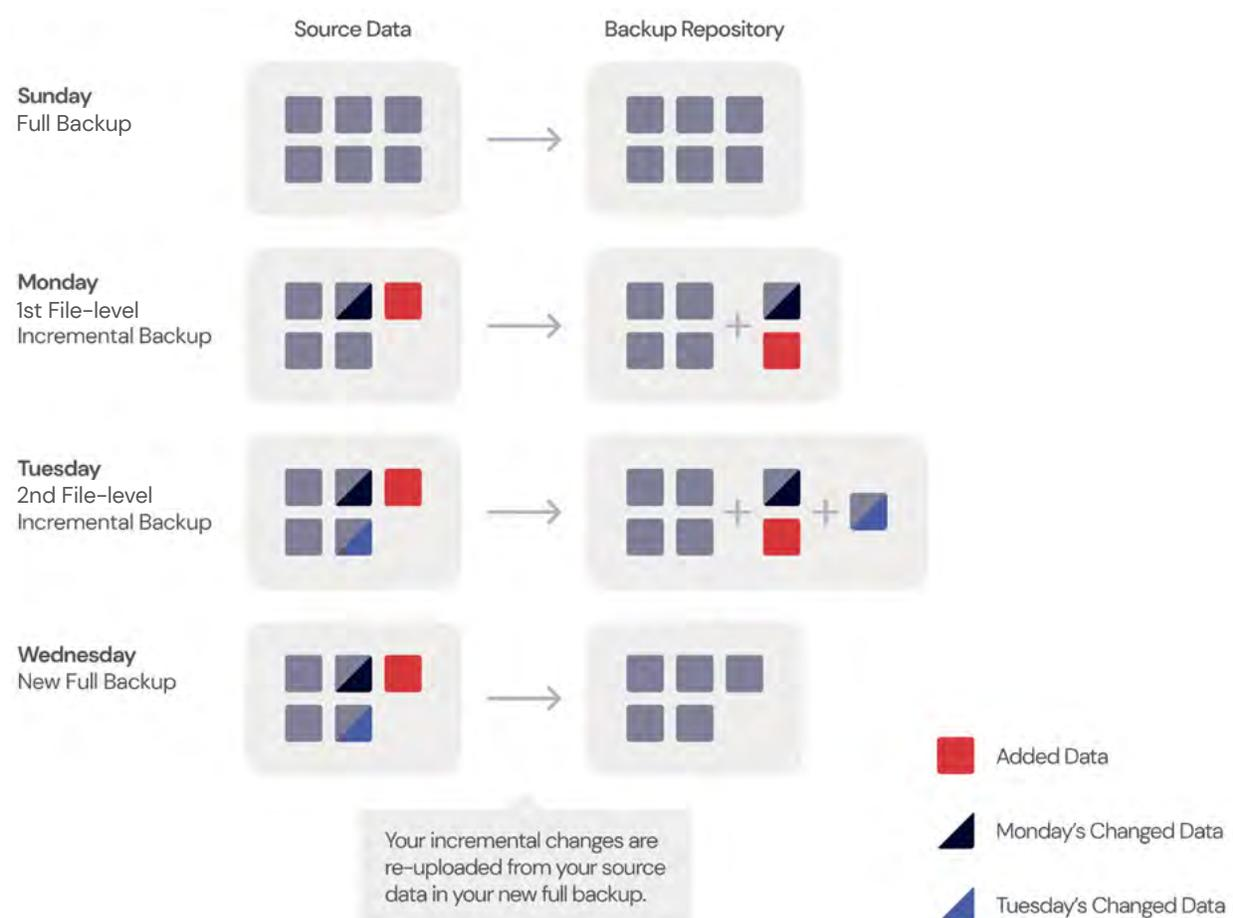 Source Data
Backup Repository
Sunday
Full Backup
Monday
1st File-level
Incremental Backup
Tuesday
2nd File-level
Incremental Backup
Wednesday
New Full Backup
Your incremental changes are
re-uploaded from your source
data in your new full backup.
Added Data
Monday's Changed Data
Tuesday's Changed Data